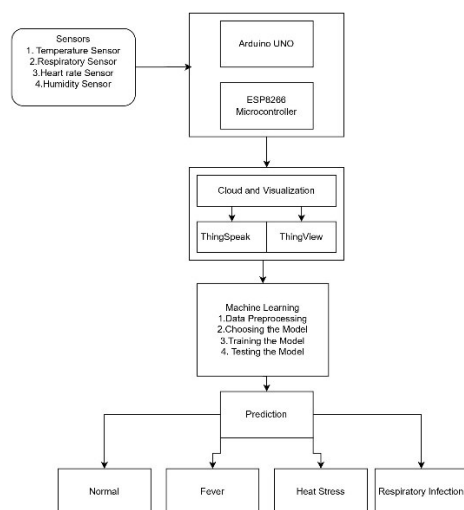 Sensors
1. Temperature Sensor
2.Respiratory Sensor
3.Heart rate Sensor
4.Humidity Sensor
Arduino UNO
ESP8266
Microcontroller
Cloud and Visualization
ThingSpeak
ThingView
Machine Learning
1.Data Preprocessing
2.Choosing the Model
3.Training the Model
4. Testing the Model
Prediction
Normal
Fever
Heat Stress
Respiratory Infection